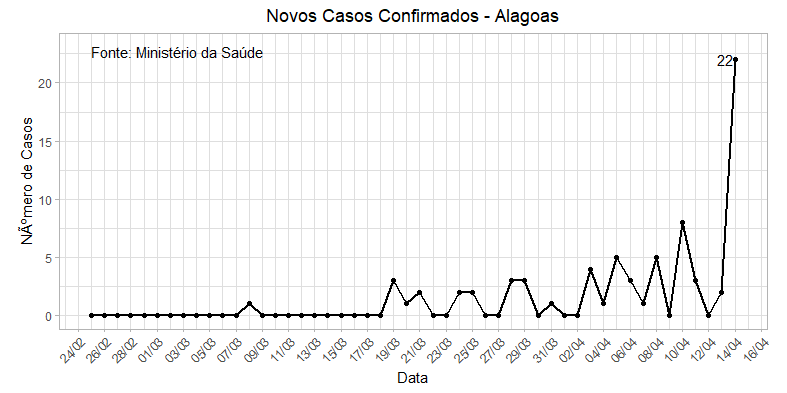 Novos Casos Confirmados - Alagoas
Fonte: Ministério da Saúde
22
NÃºmero de Casos
20
15
10
5
0
24/02 26/02 28/02 01/03 03/03 05/03 07/03 09/03 11/03 13/03 15/03 17/03 19/03 21/03 23/03 25/03 27/03 29/03 31/03 02/04 04/04 06/04 08/04 10/04 12/04 14/04 16/04
Data